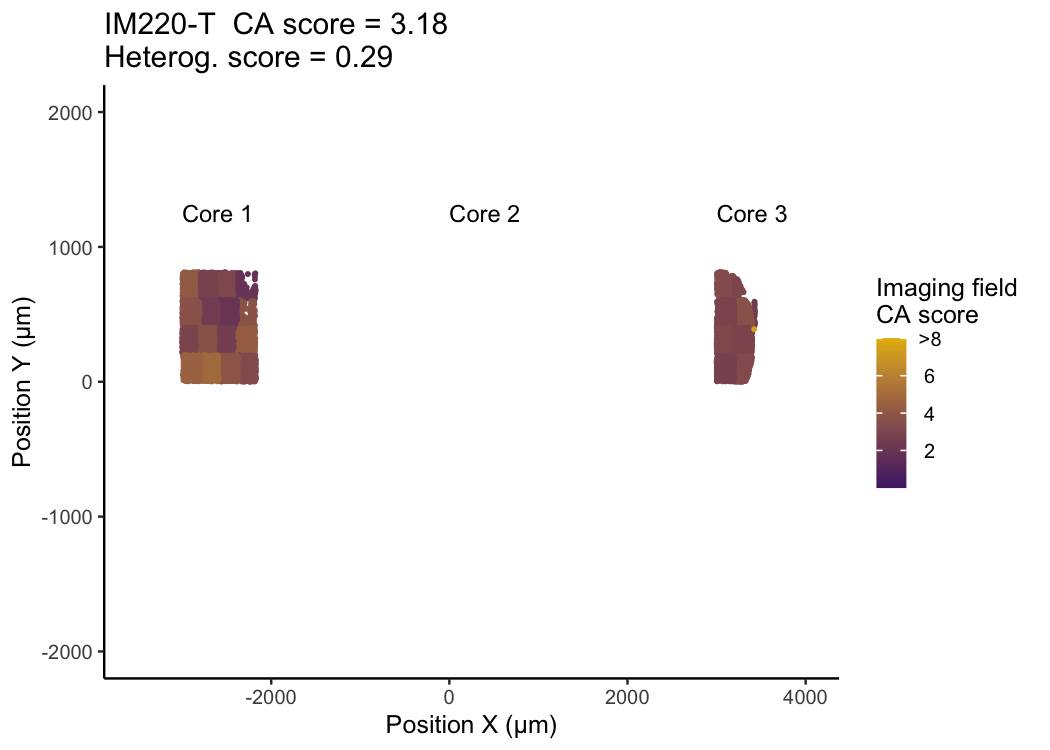 IM220-T  CA score = 3.18
Heterog. score = 0.29
2000
Core 1
Core 2
Core 3
1000
0
-1000
-2000
Position Y (μm)
-2000
0
2000
4000
Position X (μm)
Imaging field
CA score
>8
6
4
2